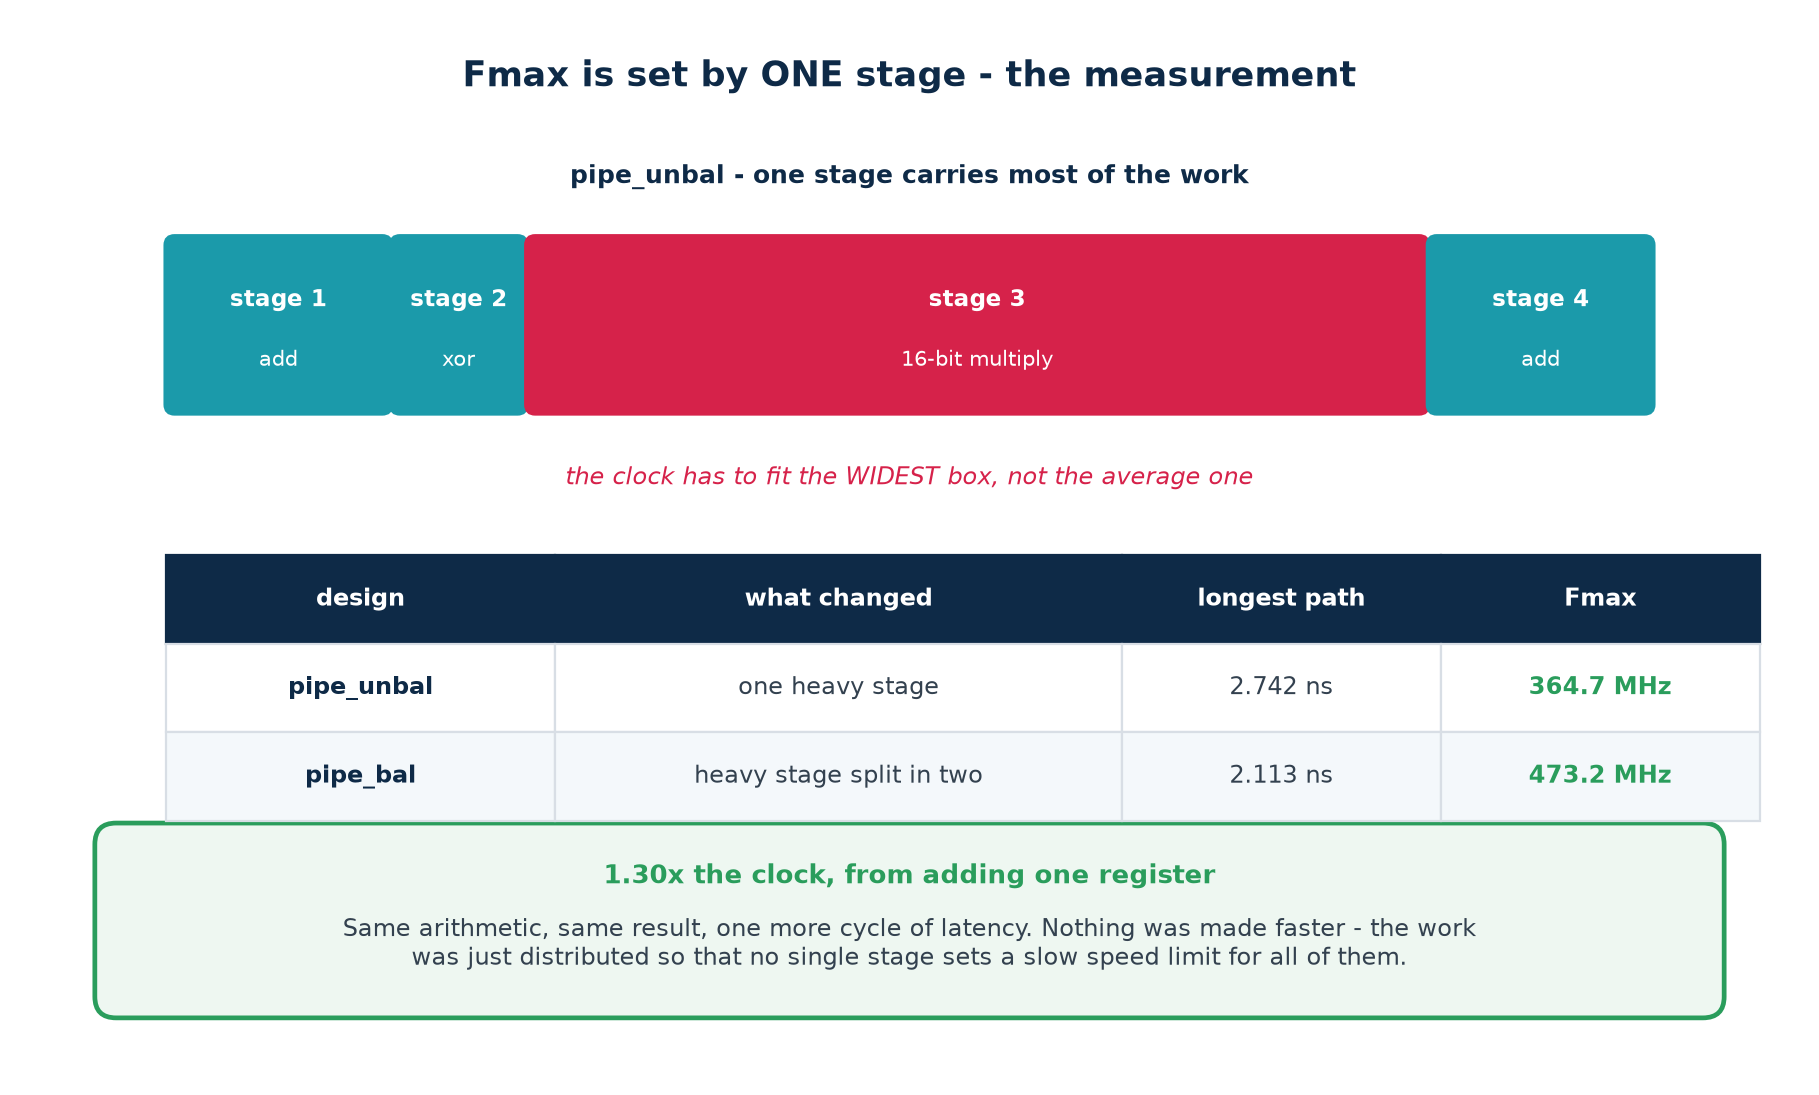 Fmax is set by ONE stage - the measurement
pipe_unbal - one stage carries most of the work
stage 1 stage 2 stage 3 stage 4
add xor 16-bit multiply add
the clock has to fit the WIDEST box, not the average one
design what changed longest path Fmax
pipe_unbal one heavy stage 2.742 ns 364.7 MHz
pipe_bal heavy stage split in two 2.113 ns 473.2 MHz
1.30x the clock, from adding one register
Same arithmetic, same result, one more cycle of latency. Nothing was made faster - the work
was just distributed so that no single stage sets a slow speed limit for all of them.